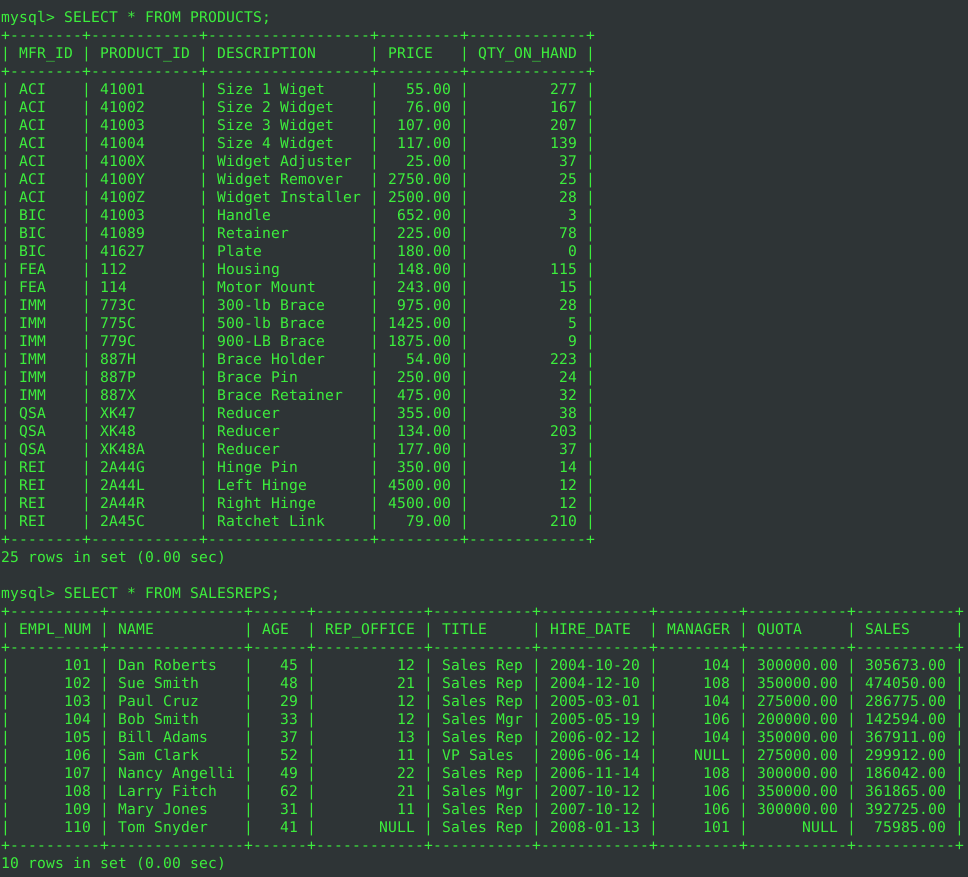 mysql> SELECT * FROM PRODUCTS;
+--------+------------+------------------+---------+-------------+
| MFR_ID | PRODUCT_ID | DESCRIPTION      | PRICE   | QTY_ON_HAND |
+--------+------------+------------------+---------+-------------+
| ACI    | 41001      | Size 1 Wiget     |   55.00 |         277 |
| ACI    | 41002      | Size 2 Widget    |   76.00 |         167 |
| ACI    | 41003      | Size 3 Widget    |  107.00 |         207 |
| ACI    | 41004      | Size 4 Widget    |  117.00 |         139 |
| ACI    | 4100X      | Widget Adjuster  |   25.00 |          37 |
| ACI    | 4100Y      | Widget Remover   | 2750.00 |          25 |
| ACI    | 4100Z      | Widget Installer | 2500.00 |          28 |
| BIC    | 41003      | Handle           |  652.00 |           3 |
| BIC    | 41089      | Retainer         |  225.00 |          78 |
| BIC    | 41627      | Plate            |  180.00 |           0 |
| FEA    | 112        | Housing          |  148.00 |         115 |
| FEA    | 114        | Motor Mount      |  243.00 |          15 |
| IMM    | 773C       | 300-lb Brace     |  975.00 |          28 |
| IMM    | 775C       | 500-lb Brace     | 1425.00 |           5 |
| IMM    | 779C       | 900-LB Brace     | 1875.00 |           9 |
| IMM    | 887H       | Brace Holder     |   54.00 |         223 |
| IMM    | 887P       | Brace Pin        |  250.00 |          24 |
| IMM    | 887X       | Brace Retainer   |  475.00 |          32 |
| QSA    | XK47       | Reducer          |  355.00 |          38 |
| QSA    | XK48       | Reducer          |  134.00 |         203 |
| QSA    | XK48A      | Reducer          |  177.00 |          37 |
| REI    | 2A44G      | Hinge Pin        |  350.00 |          14 |
| REI    | 2A44L      | Left Hinge       | 4500.00 |          12 |
| REI    | 2A44R      | Right Hinge      | 4500.00 |          12 |
| REI    | 2A45C      | Ratchet Link     |   79.00 |         210 |
+--------+------------+------------------+---------+-------------+
25 rows in set (0.00 sec)
mysql> SELECT * FROM SALESREPS;
+----------+---------------+------+------------+-----------+------------+---------+-----------+-----------+
| EMPL_NUM | NAME          | AGE  | REP_OFFICE | TITLE     | HIRE_DATE  | MANAGER | QUOTA     | SALES     |
+----------+---------------+------+------------+-----------+------------+---------+-----------+-----------+
|      101 | Dan Roberts   |   45 |         12 | Sales Rep | 2004-10-20 |     104 | 300000.00 | 305673.00 |
|      102 | Sue Smith     |   48 |         21 | Sales Rep | 2004-12-10 |     108 | 350000.00 | 474050.00 |
|      103 | Paul Cruz     |   29 |         12 | Sales Rep | 2005-03-01 |     104 | 275000.00 | 286775.00 |
|      104 | Bob Smith     |   33 |         12 | Sales Mgr | 2005-05-19 |     106 | 200000.00 | 142594.00 |
|      105 | Bill Adams    |   37 |         13 | Sales Rep | 2006-02-12 |     104 | 350000.00 | 367911.00 |
|      106 | Sam Clark     |   52 |         11 | VP Sales  | 2006-06-14 |    NULL | 275000.00 | 299912.00 |
|      107 | Nancy Angelli |   49 |         22 | Sales Rep | 2006-11-14 |     108 | 300000.00 | 186042.00 |
|      108 | Larry Fitch   |   62 |         21 | Sales Mgr | 2007-10-12 |     106 | 350000.00 | 361865.00 |
|      109 | Mary Jones    |   31 |         11 | Sales Rep | 2007-10-12 |     106 | 300000.00 | 392725.00 |
|      110 | Tom Snyder    |   41 |       NULL | Sales Rep | 2008-01-13 |     101 |      NULL |  75985.00 |
+----------+---------------+------+------------+-----------+------------+---------+-----------+-----------+
10 rows in set (0.00 sec)